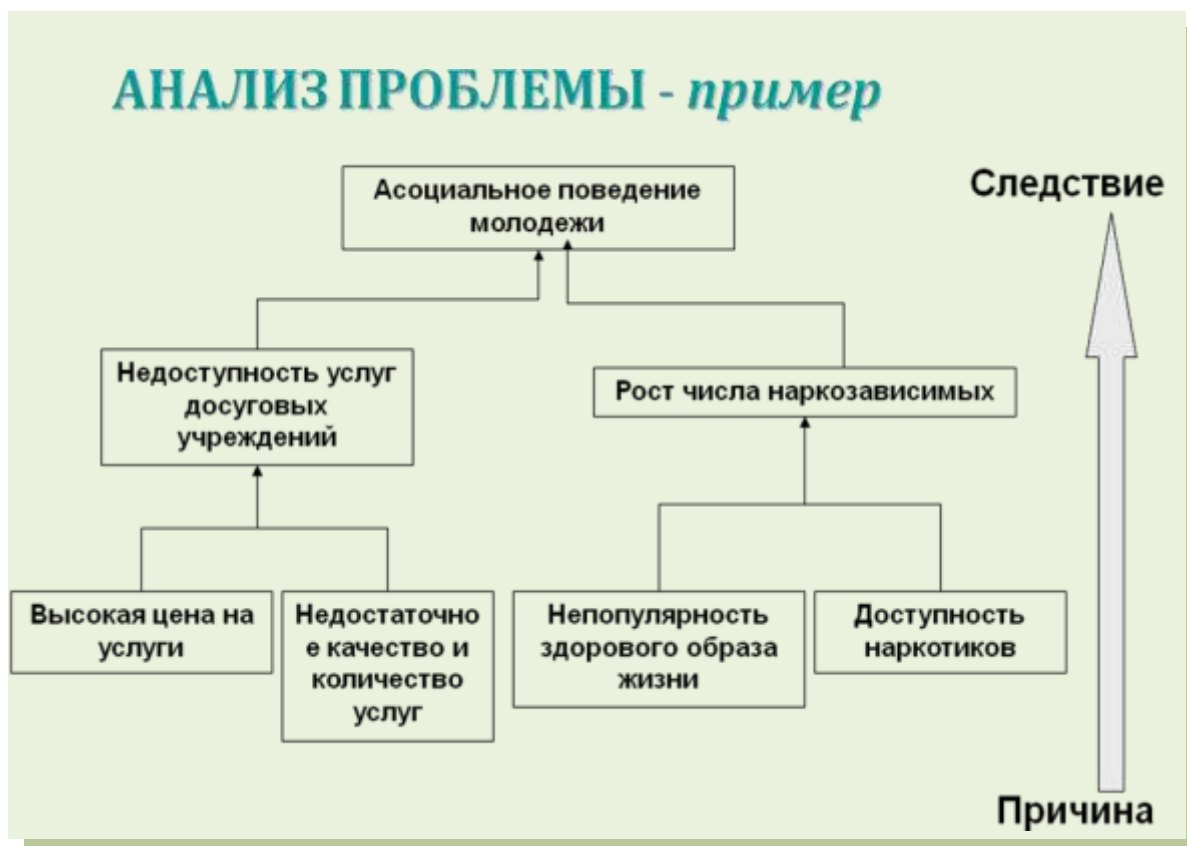 АНАЛИЗ ПРОБЛЕМЫ - пример
Асоциальное поведение
молодежи
Следствие
Недоступность услуг
досуговых
учреждений
Рост числа наркозависимых
Высокая цена на
услуги
Недостаточно
е качество и
количество
услуг
Непопулярность
здорового образа
жизни
Доступность
наркотиков
Причина